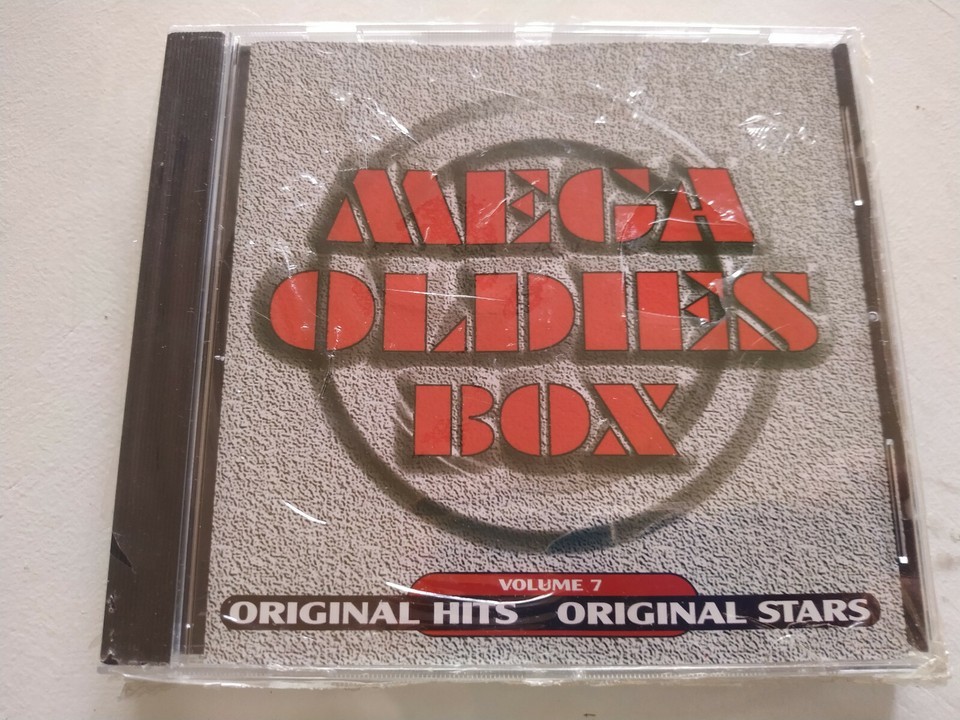 MEGA
OLDIES
BOX
VOLUME 7
ORIGINAL HITS ORIGINAL STARS